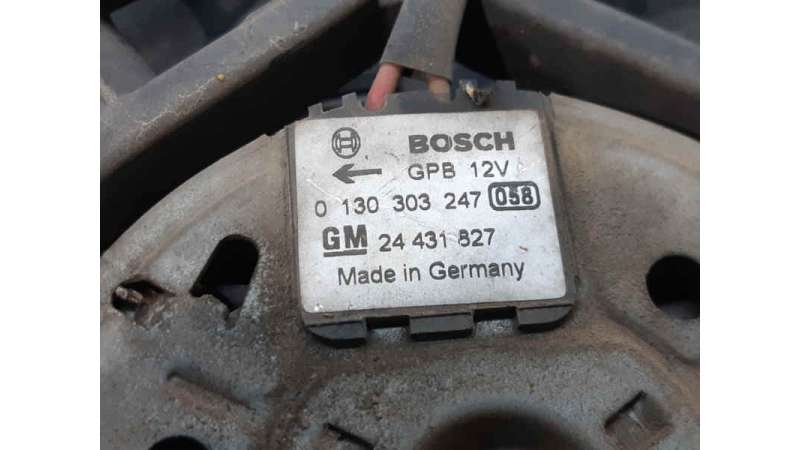 BOSCH
GPB 12V
0 130 303 247 058
GM 24 431 827
Made in Germany